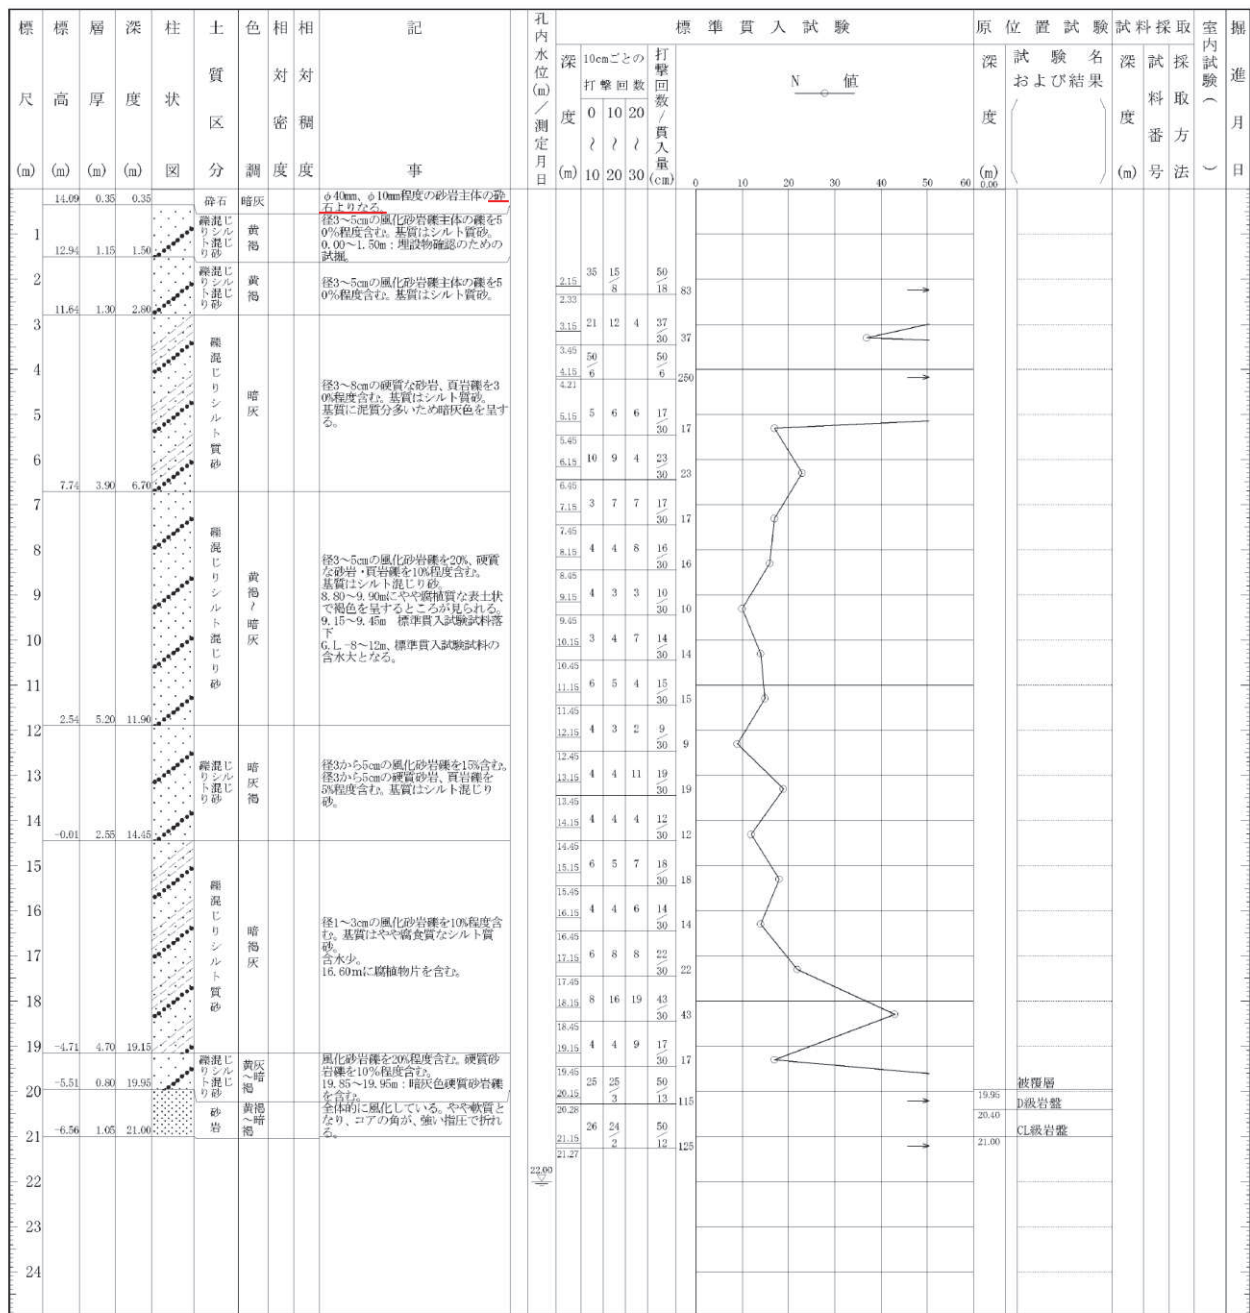 標尺(m)
標高(m)
層厚(m)
深度(m)
柱状図
土質区分
色調
相対密度
相対稠度
記事
孔内水位(m)/測定月日
標準貫入試験
深度(m)
10cmごとの打撃回数
0〜10
10〜20
20〜30
打撃回数/貫入量(cm)
N値
0 10 20 30 40 50 60
原位置試験
深度(m)
試験名および結果
試料採取
深度(m)
試料番号
採取方法
室内試験()
掘進月日
0.00
14.09 0.35 0.35
砕石
暗灰
φ40mm、φ10mm程度の砂岩主体の砕
石よりなる。
1
12.94 1.15 1.50
礫混じ
りシル
ト混じ
り砂
黄褐
径3〜5cmの風化砂岩礫主体の礫を5
0%程度含む。基質はシルト質砂。
0.00〜1.50m:埋設物確認のための
試掘。
2
11.64 1.30 2.80
礫混じ
りシル
ト混じ
り砂
黄褐
径3〜5cmの風化砂岩礫主体の礫を5
0%程度含む。基質はシルト質砂。
2.15 35 15/8 50/18 83
2.33
3
3.15 21 12 4 37/30 37
3.45
4
50/6 50/6 250
4.15
4.21
5
7.74 3.90 6.70
礫混じりシルト質砂
暗灰
径3〜8cmの硬質な砂岩、頁岩礫を3
0%程度含む。基質はシルト質砂。
基質に泥質分多いため暗灰色を呈す
る。
5.15 5 6 6 17/30 17
5.45
6
6.15 10 9 4 23/30 23
6.45
7
7.15 3 7 7 17/30 17
7.45
8
8.15 4 4 8 16/30 16
8.45
9
2.54 5.20 11.90
礫混じりシルト混じり砂
黄褐〜暗灰
径3〜5cmの風化砂岩礫を20%、硬質
な砂岩・頁岩礫を10%程度含む。
基質はシルト混じり砂。
8.80〜9.90mにやや腐植質な表土状
で褐色を呈するところが見られる。
9.15〜9.45m 標準貫入試験試料落
下
G.L.-8〜12m、標準貫入試験試料の
含水大となる。
9.15 4 3 3 10/30 10
9.45
10
10.15 3 4 7 14/30 14
10.45
11
11.15 6 5 4 15/30 15
11.45
12
12.15 4 3 2 9/30 9
12.45
13
-0.01 2.55 14.45
礫混じ
りシル
ト混じ
り砂
暗灰褐
径3から5cmの風化砂岩礫を15%含む。
径3から5cmの硬質砂岩、頁岩礫を
5%程度含む。基質はシルト混じり
砂。
13.15 4 4 11 19/30 19
13.45
14
14.15 4 4 4 12/30 12
14.45
15
15.15 6 5 7 18/30 18
15.45
16
16.15 4 4 6 14/30 14
16.45
17
-4.71 4.70 19.15
礫混じりシルト質砂
暗褐灰
径1〜3cmの風化砂岩礫を10%程度含
む。基質はやや腐食質なシルト質
砂。
含水少。
16.60mに腐植物片を含む。
17.15 6 8 8 22/30 22
17.45
18
18.15 8 16 19 43/30 43
18.45
19
19.15 4 4 9 17/30 17
19.45
-5.51 0.80 19.95
礫混じ
りシル
ト混じ
り砂
黄灰
〜暗
褐
風化砂岩礫を20%程度含む。硬質砂
岩礫を10%程度含む。
19.85〜19.95m:暗灰色硬質砂岩礫
を含む。
20
20.15 25 25/3 50/13 115
20.28
被覆層
19.95
D級岩盤
20.40
CL級岩盤
21.00
-6.56 1.05 21.00
砂岩
黄褐
〜暗
褐
全体的に風化している。やや軟質と
なり、コアの角が、強い指圧で折れ
る。
21
21.15 26 24/2 50/12 125
21.27
22.00
22
23
24